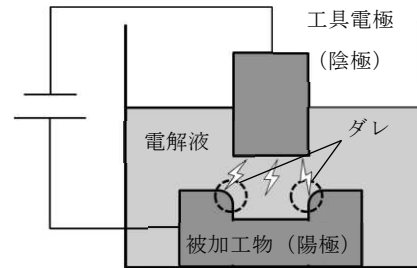 工具電極
（陰極）
ダレ
電解液
被加工物（陽極）